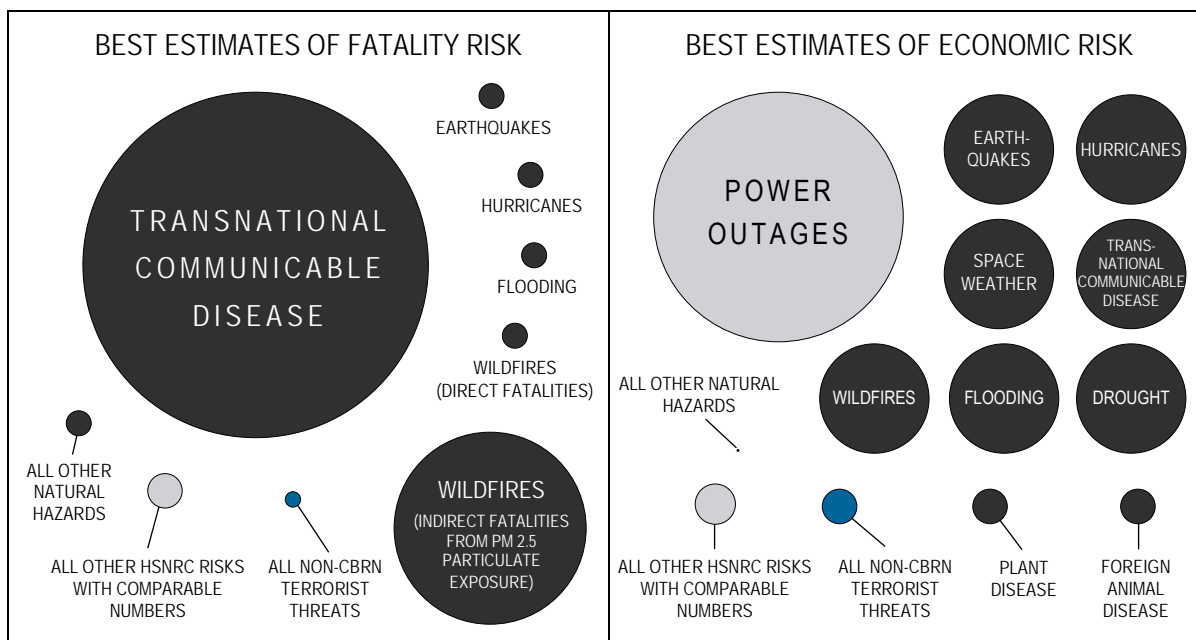 BEST ESTIMATES OF FATALITY RISK
TRANSNATIONAL
COMMUNICABLE
DISEASE
EARTHQUAKES
HURRICANES
FLOODING
WILDFIRES
(DIRECT FATALITIES)
ALL OTHER
NATURAL
HAZARDS
ALL OTHER HSNRC RISKS
WITH COMPARABLE
NUMBERS
ALL NON-CBRN
TERRORIST
THREATS
WILDFIRES
(INDIRECT FATALITIES
FROM PM 2.5
PARTICULATE
EXPOSURE)
BEST ESTIMATES OF ECONOMIC RISK
POWER
OUTAGES
EARTH-
QUAKES
HURRICANES
SPACE
WEATHER
TRANS-
NATIONAL
COMMUNICABLE
DISEASE
ALL OTHER NATURAL
HAZARDS
WILDFIRES
FLOODING
DROUGHT
ALL OTHER HSNRC RISKS
WITH COMPARABLE
NUMBERS
ALL NON-CBRN
TERRORIST
THREATS
PLANT
DISEASE
FOREIGN
ANIMAL
DISEASE